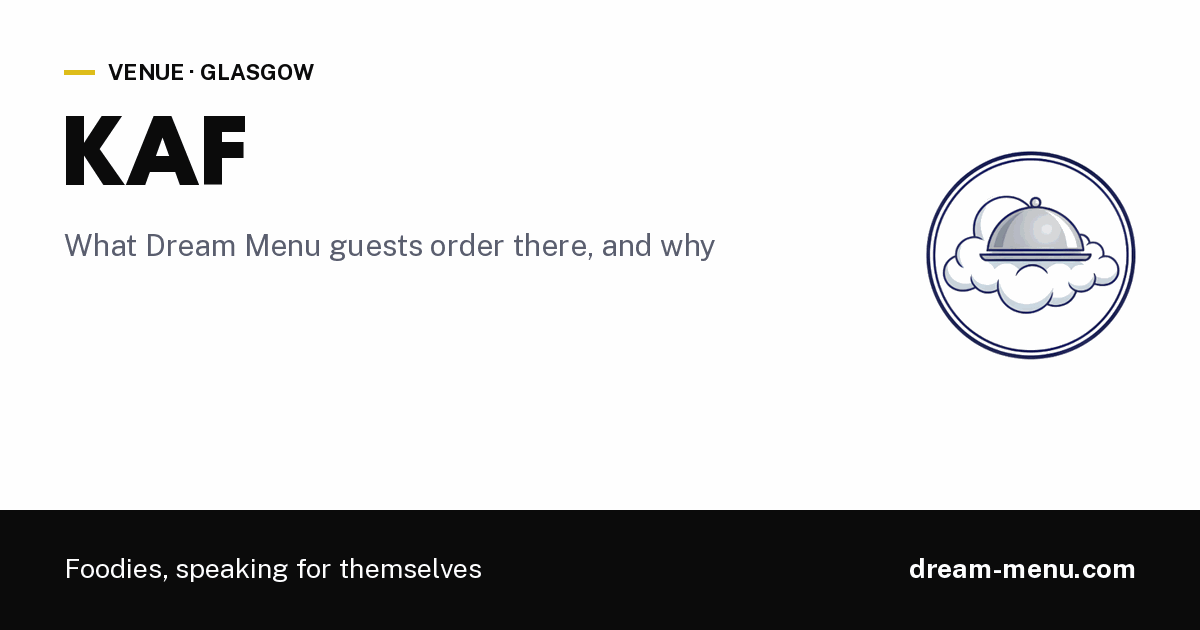 VENUE · GLASGOW
KAF
What Dream Menu guests order there, and why
Foodies, speaking for themselves
dream-menu.com